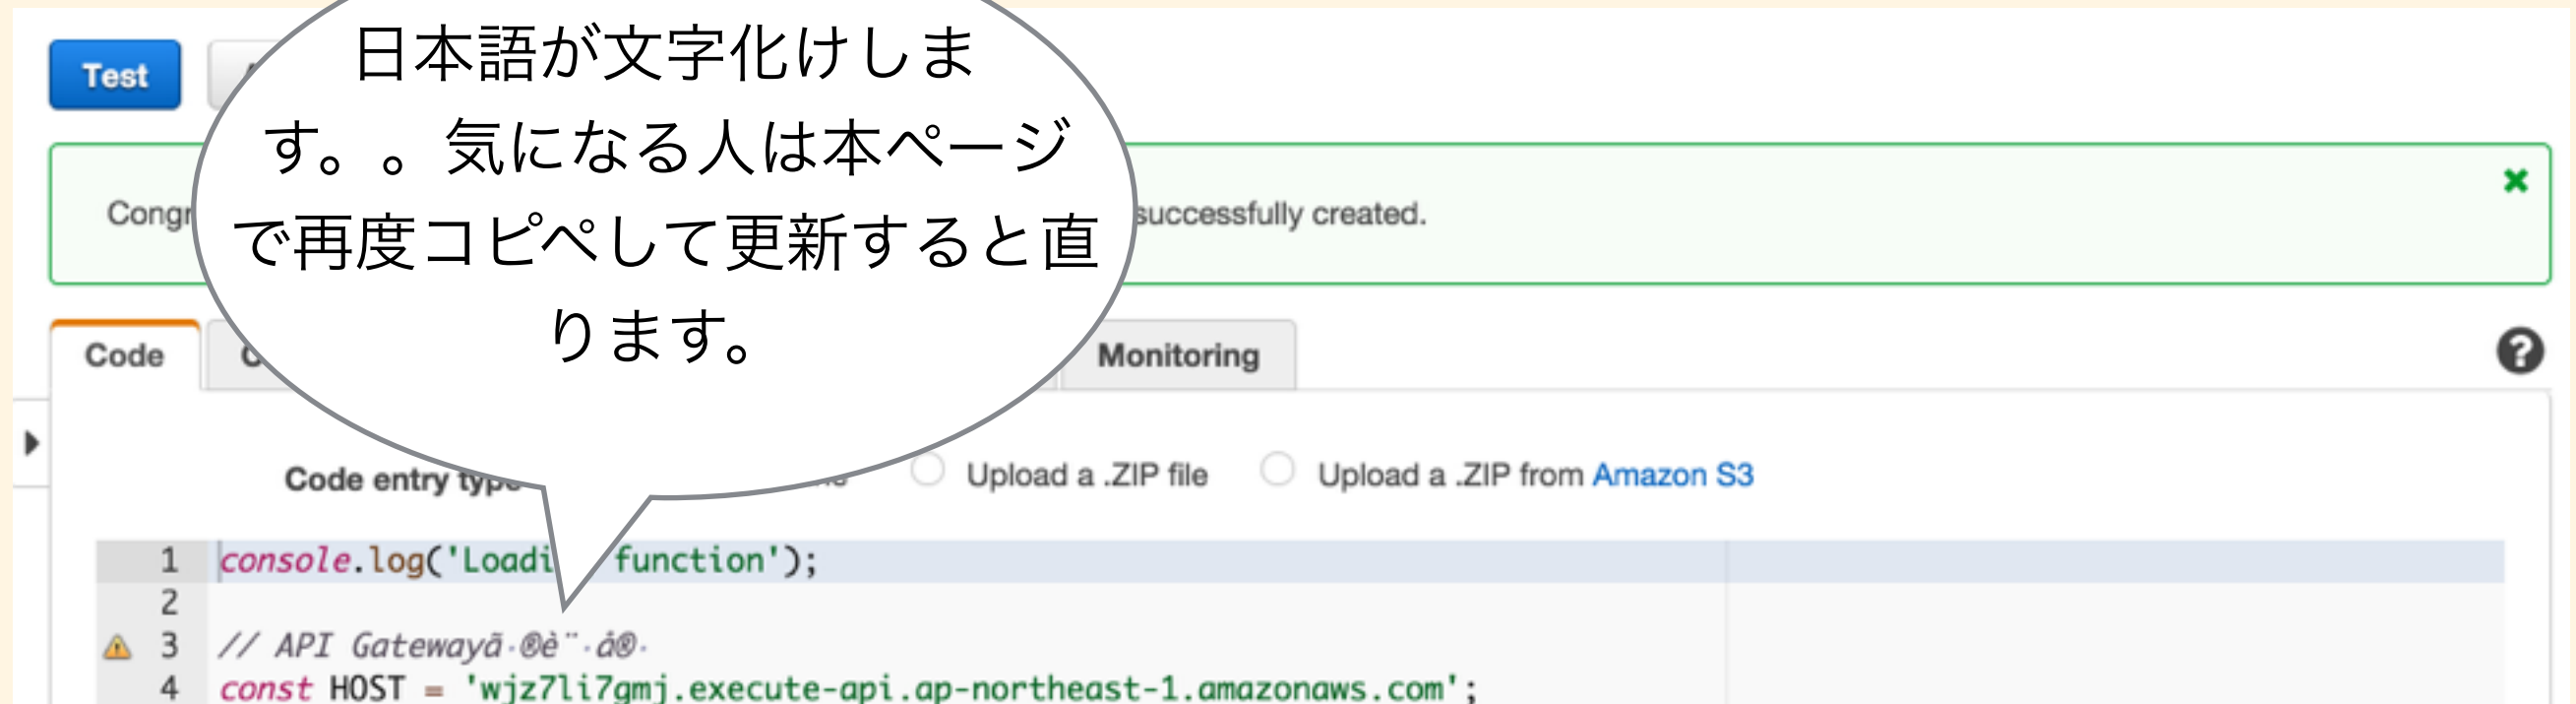 日本語が文字化けしま
す。。気になる人は本ページ
で再度コピペして更新すると直
ります。
Test
successfully created.
Code
Monitoring
Code entry type
Upload a .ZIP file
Upload a .ZIP from Amazon S3
1 console.log('Loadi function');
2
3 // API Gatewayã·®è¨·å®·
4 const HOST = 'wjz7li7gmj.execute-api.ap-northeast-1.amazonaws.com';